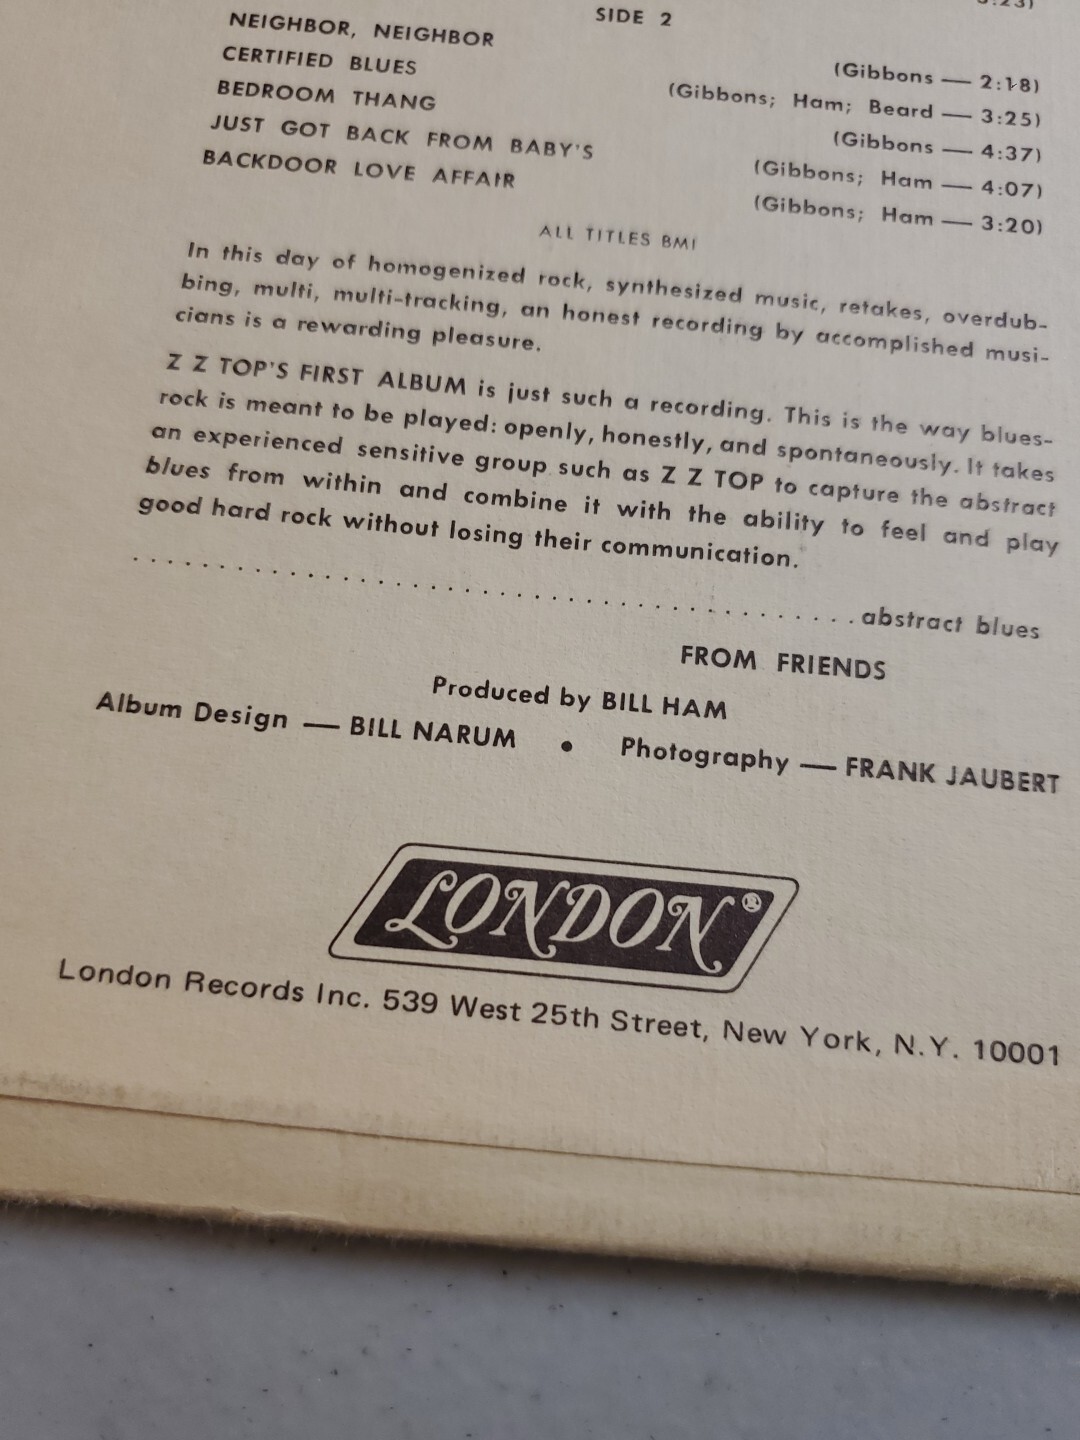 SIDE 2
NEIGHBOR, NEIGHBOR (Gibbons — 2:18)
CERTIFIED BLUES (Gibbons; Ham; Beard — 3:25)
BEDROOM THANG (Gibbons — 4:37)
JUST GOT BACK FROM BABY'S (Gibbons; Ham — 4:07)
BACKDOOR LOVE AFFAIR (Gibbons; Ham — 3:20)
ALL TITLES BMI
In this day of homogenized rock, synthesized music, retakes, overdub-
bing, multi, multi-tracking, an honest recording by accomplished musi-
cians is a rewarding pleasure.
Z Z TOP'S FIRST ALBUM is just such a recording. This is the way blues-
rock is meant to be played: openly, honestly, and spontaneously. It takes
an experienced sensitive group such as Z Z TOP to capture the abstract
blues from within and combine it with the ability to feel and play
good hard rock without losing their communication.
. . . . . . . . . . . . . . . . . . . . . . . . . . . . . . . . . . . . . . . . . . . . . . . . . . . abstract blues
FROM FRIENDS
Produced by BILL HAM
Album Design — BILL NARUM • Photography — FRANK JAUBERT
LONDON®
London Records Inc. 539 West 25th Street, New York, N.Y. 10001